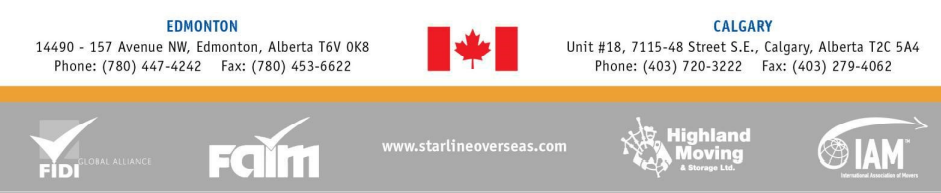 EDMONTON
14490 - 157 Avenue NW, Edmonton, Alberta T6V 0K8
Phone: (780) 447-4242 Fax: (780) 453-6622
CALGARY
Unit #18, 7115-48 Street S.E., Calgary, Alberta T2C 5A4
Phone: (403) 720-3222 Fax: (403) 279-4062
FIDI GLOBAL ALLIANCE
FAIM
www.starlineoverseas.com
Highland
Moving
& Storage Ltd.
IAM™
International Association of Movers